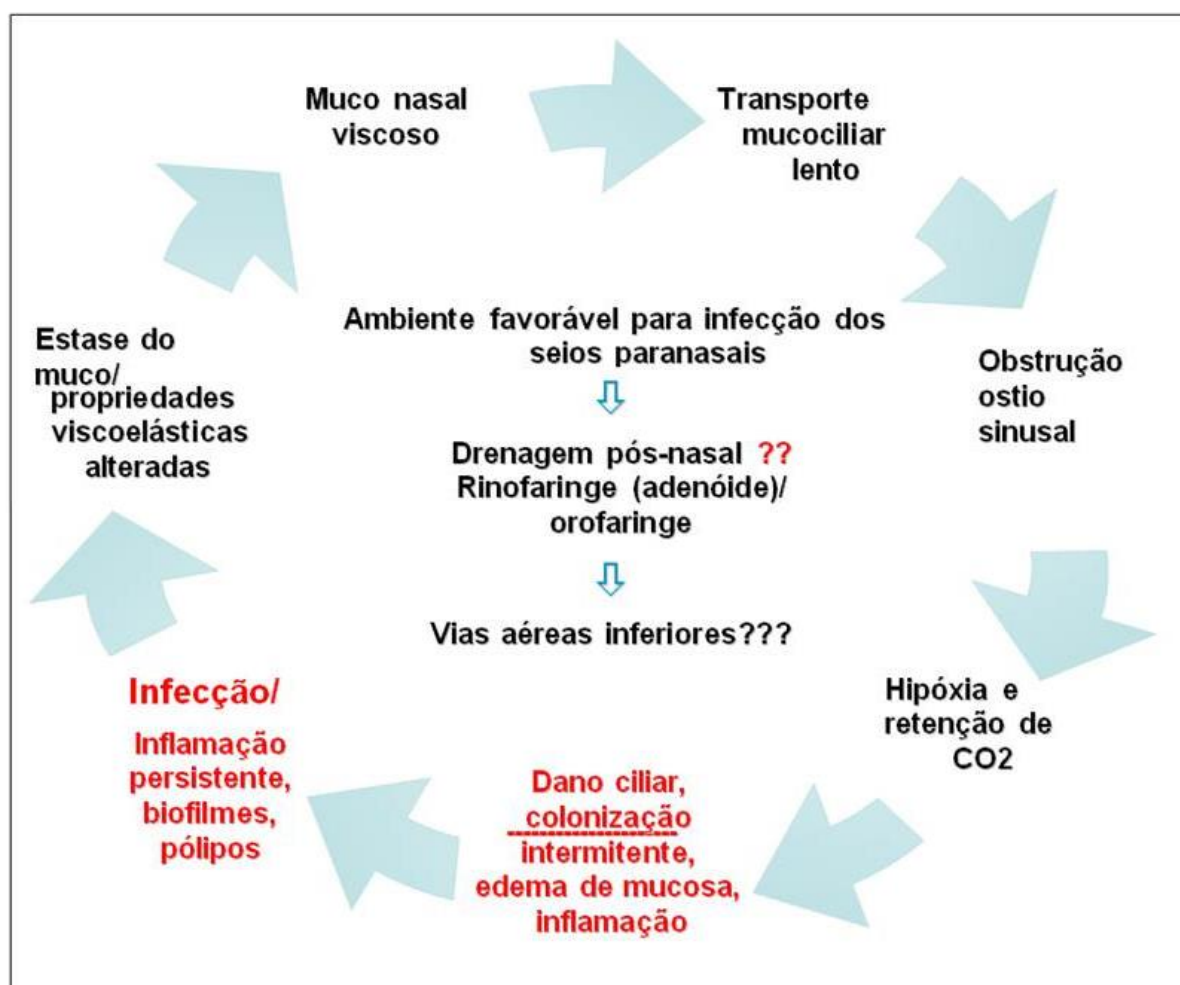 Muco nasal
viscoso
Transporte
mucociliar
lento
Obstrução
ostio
sinusal
Hipóxia e
retenção de
CO2
Dano ciliar,
colonização
intermitente,
edema de mucosa,
inflamação
Infecção/
Inflamação
persistente,
biofilmes,
pólipos
Estase do
muco/
propriedades
viscoelásticas
alteradas
Ambiente favorável para infecção dos
seios paranasais
Drenagem pós-nasal ??
Rinofaringe (adenóide)/
orofaringe
Vias aéreas inferiores???